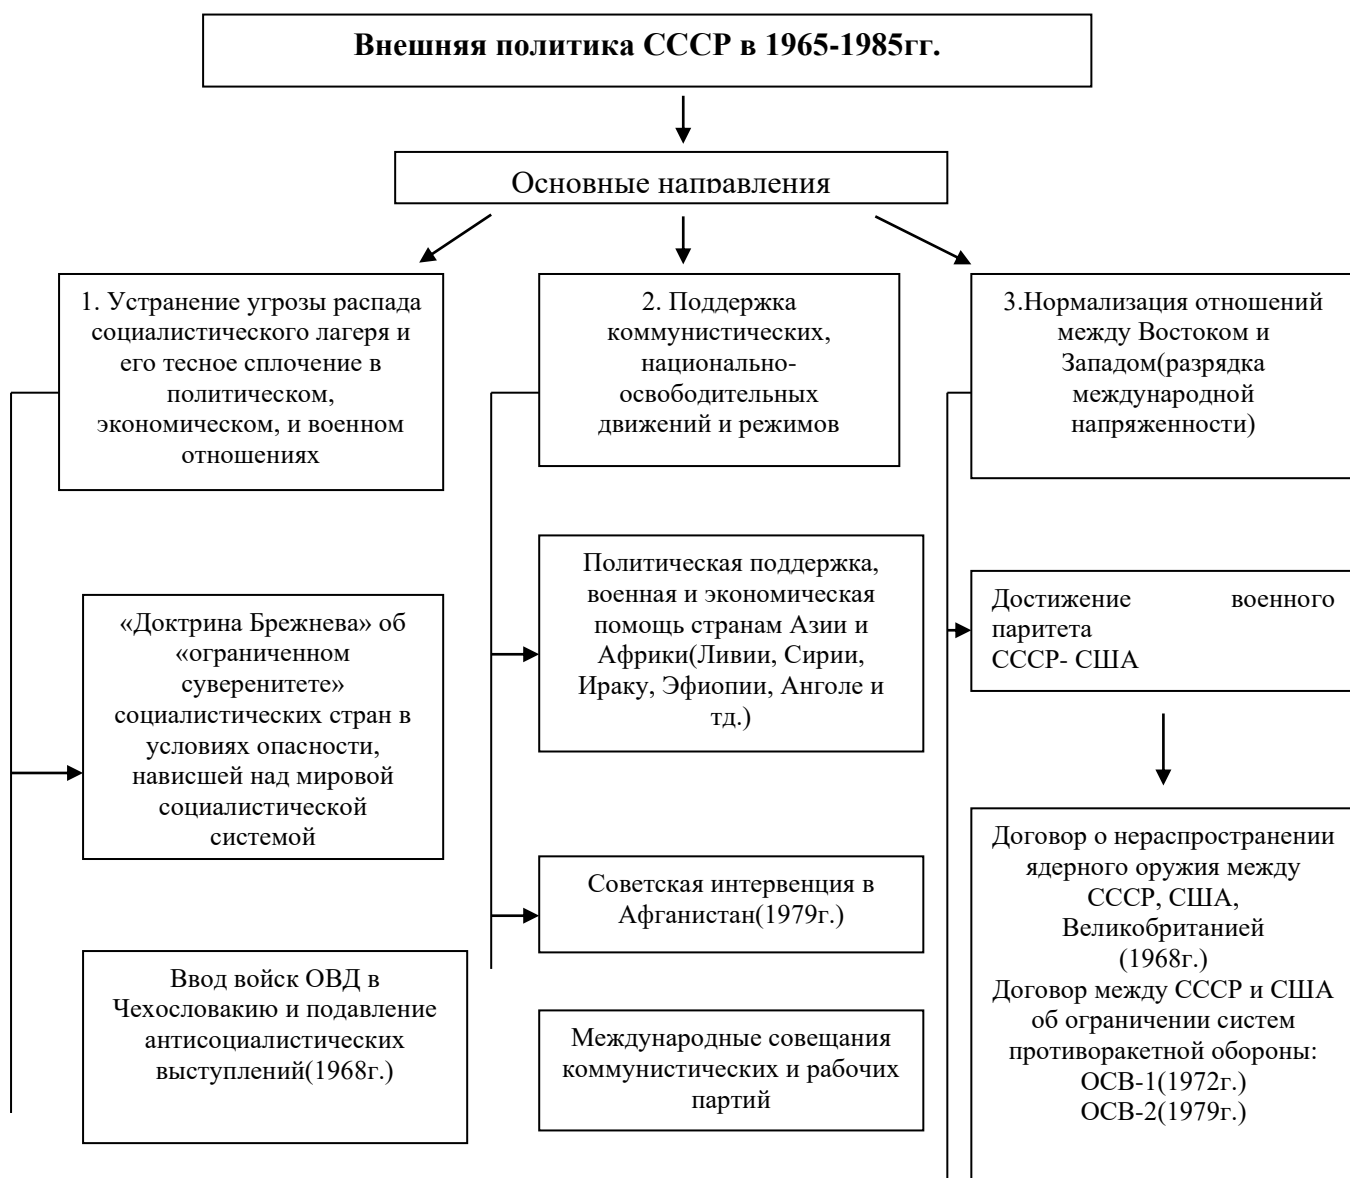 Внешняя политика СССР в 1965-1985гг.
Основные направления
1. Устранение угрозы распада
социалистического лагеря и
его тесное сплочение в
политическом,
экономическом, и военном
отношениях
2. Поддержка
коммунистических,
национально-
освободительных
движений и режимов
3.Нормализация отношений
между Востоком и
Западом(разрядка
международной
напряженности)
«Доктрина Брежнева» об
«ограниченном
суверенитете»
социалистических стран в
условиях опасности,
нависшей над мировой
социалистической
системой
Политическая поддержка,
военная и экономическая
помощь странам Азии и
Африки(Ливии, Сирии,
Ираку, Эфиопии, Анголе и
тд.)
Достижение военного
паритета
СССР- США
Советская интервенция в
Афганистан(1979г.)
Договор о нераспространении
ядерного оружия между
СССР, США,
Великобританией
(1968г.)
Договор между СССР и США
об ограничении систем
противоракетной обороны:
ОСВ-1(1972г.)
ОСВ-2(1979г.)
Ввод войск ОВД в
Чехословакию и подавление
антисоциалистических
выступлений(1968г.)
Международные совещания
коммунистических и рабочих
партий